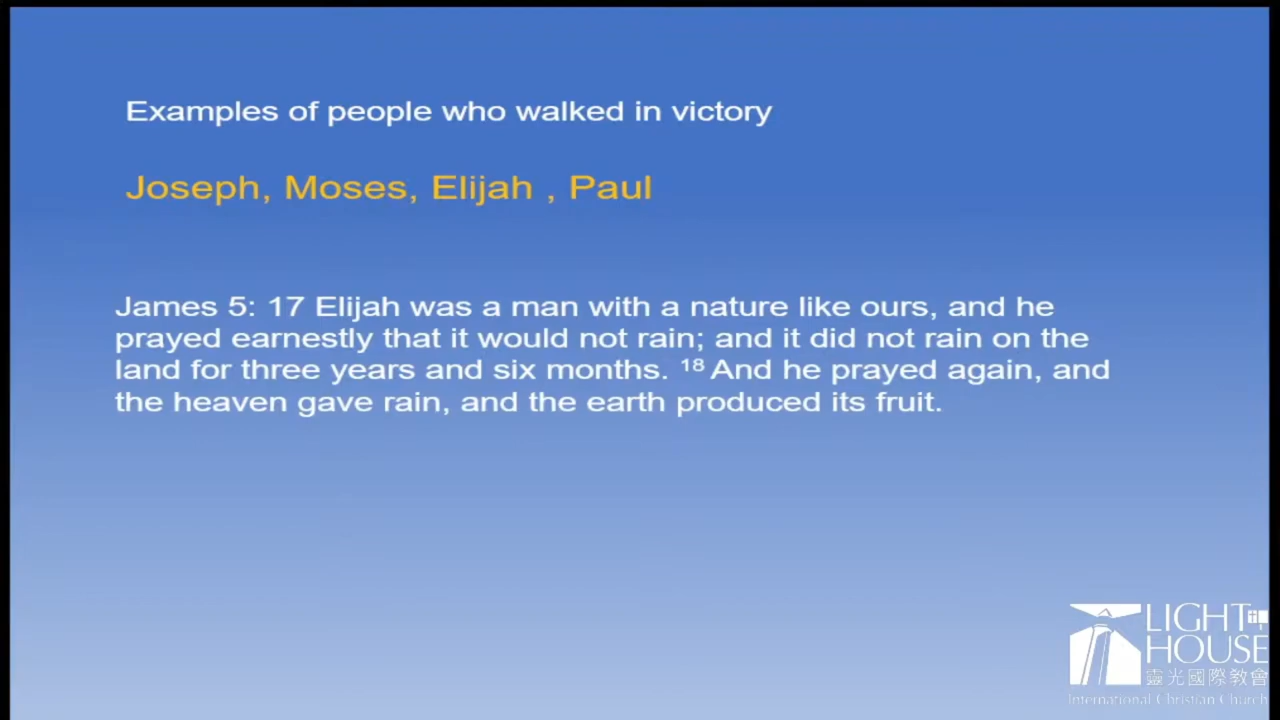 Examples of people who walked in victory
Joseph, Moses, Elijah , Paul
James 5: 17 Elijah was a man with a nature like ours, and he
prayed earnestly that it would not rain; and it did not rain on the
land for three years and six months. 18 And he prayed again, and
the heaven gave rain, and the earth produced its fruit.
LIGHT
HOUSE
靈光國際教會
International Christian Church